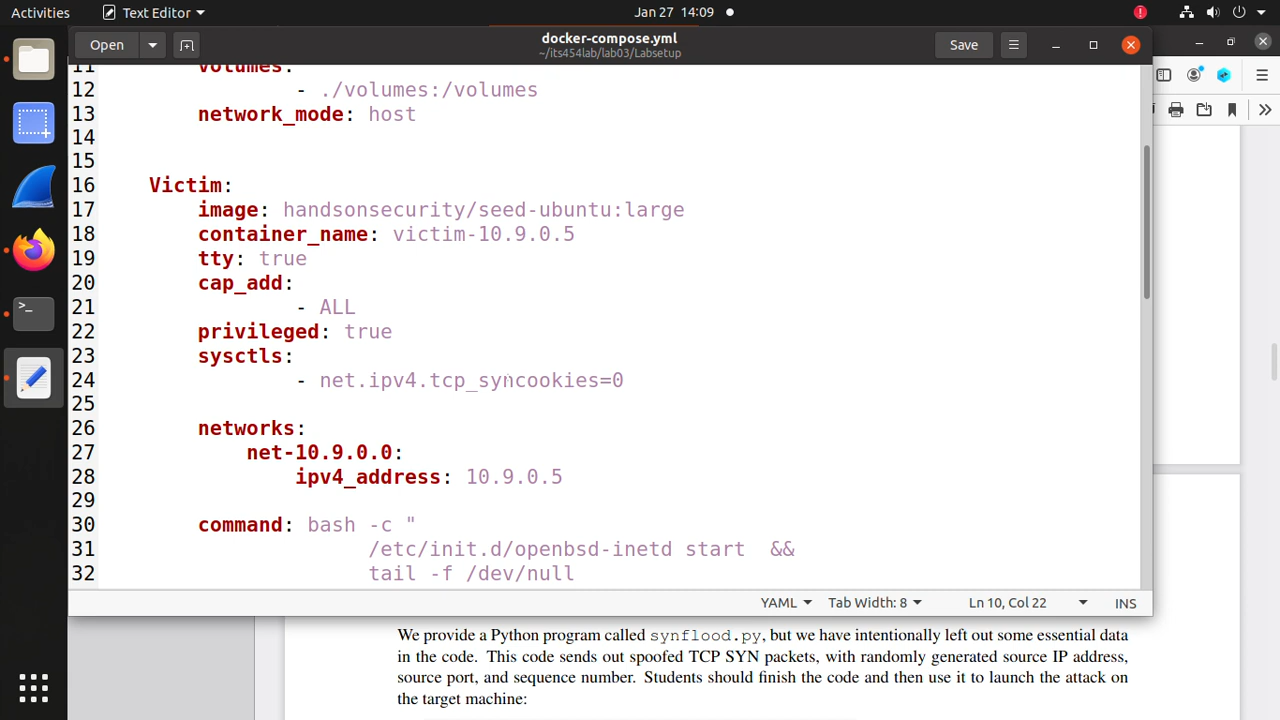 Activities Text Editor Jan 27 14:09
Open docker-compose.yml Save
~/its454lab/lab03/Labsetup
11 volumes:
12 - ./volumes:/volumes
13 network_mode: host
14
15
16 Victim:
17 image: handsonsecurity/seed-ubuntu:large
18 container_name: victim-10.9.0.5
19 tty: true
20 cap_add:
21 - ALL
22 privileged: true
23 sysctls:
24 - net.ipv4.tcp_syncookies=0
25
26 networks:
27 net-10.9.0.0:
28 ipv4_address: 10.9.0.5
29
30 command: bash -c "
31 /etc/init.d/openbsd-inetd start &&
32 tail -f /dev/null
YAML Tab Width: 8 Ln 10, Col 22 INS
We provide a Python program called synflood.py, but we have intentionally left out some essential data
in the code. This code sends out spoofed TCP SYN packets, with randomly generated source IP address,
source port, and sequence number. Students should finish the code and then use it to launch the attack on
the target machine: